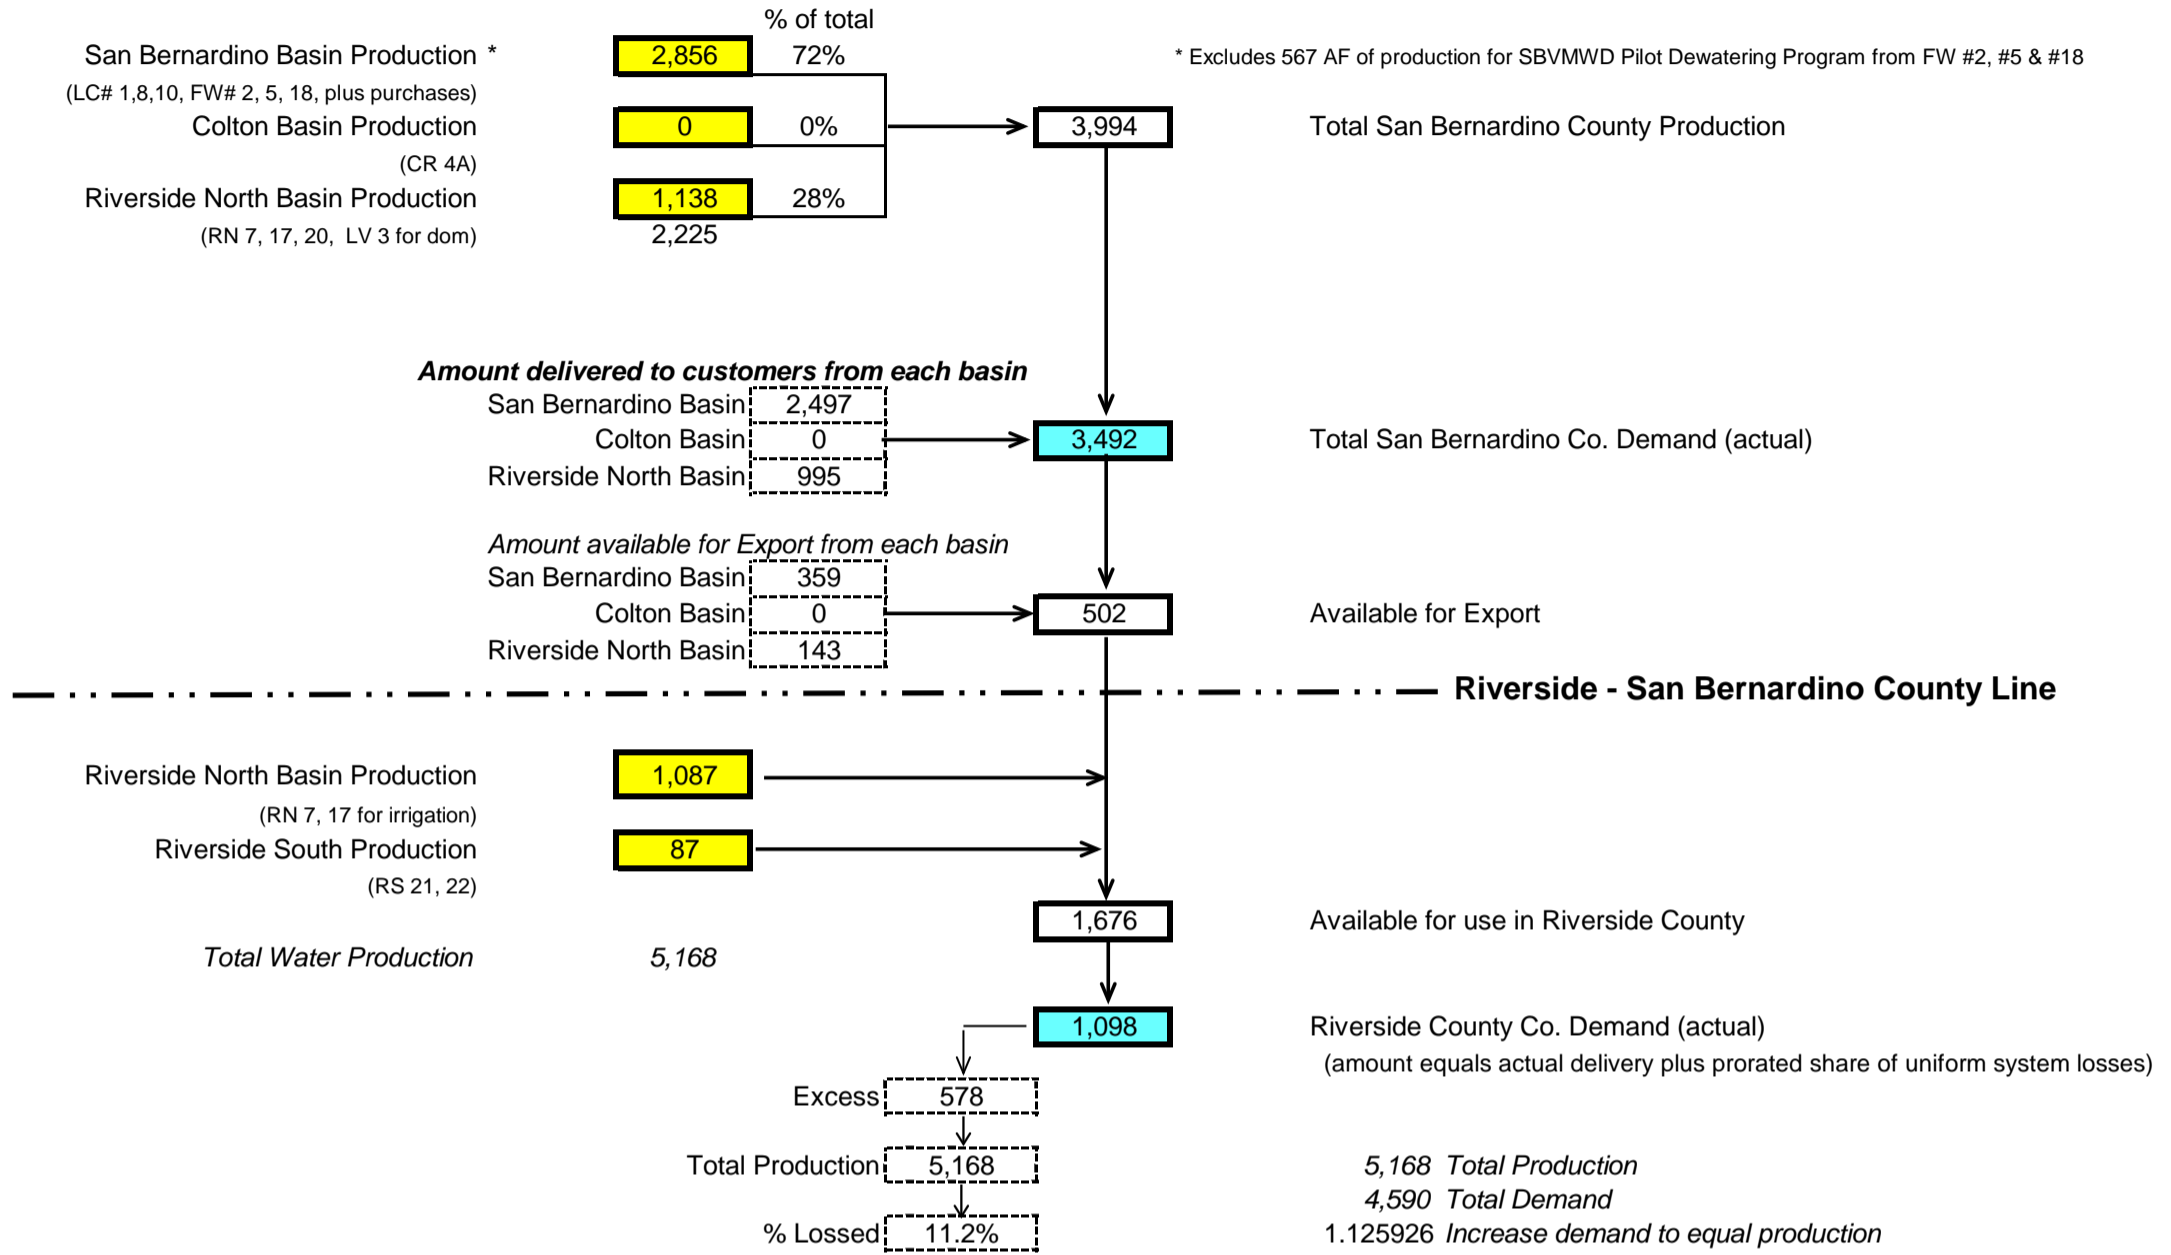 % of total
San Bernardino Basin Production * 2,856 72% * Excludes 567 AF of production for SBVMWD Pilot Dewatering Program from FW #2, #5 & #18
(LC# 1,8,10, FW# 2, 5, 18, plus purchases)
Colton Basin Production 0 0% 3,994 Total San Bernardino County Production
(CR 4A)
Riverside North Basin Production 1,138 28%
(RN 7, 17, 20, LV 3 for dom) 2,225
Amount delivered to customers from each basin
San Bernardino Basin 2,497
Colton Basin 0 3,492 Total San Bernardino Co. Demand (actual)
Riverside North Basin 995
Amount available for Export from each basin
San Bernardino Basin 359
Colton Basin 0 502 Available for Export
Riverside North Basin 143
Riverside - San Bernardino County Line
Riverside North Basin Production 1,087
(RN 7, 17 for irrigation)
Riverside South Production 87
(RS 21, 22)
1,676 Available for use in Riverside County
Total Water Production 5,168
1,098 Riverside County Co. Demand (actual)
(amount equals actual delivery plus prorated share of uniform system losses)
Excess 578
Total Production 5,168 5,168 Total Production
4,590 Total Demand
% Lossed 11.2% 1.125926 Increase demand to equal production